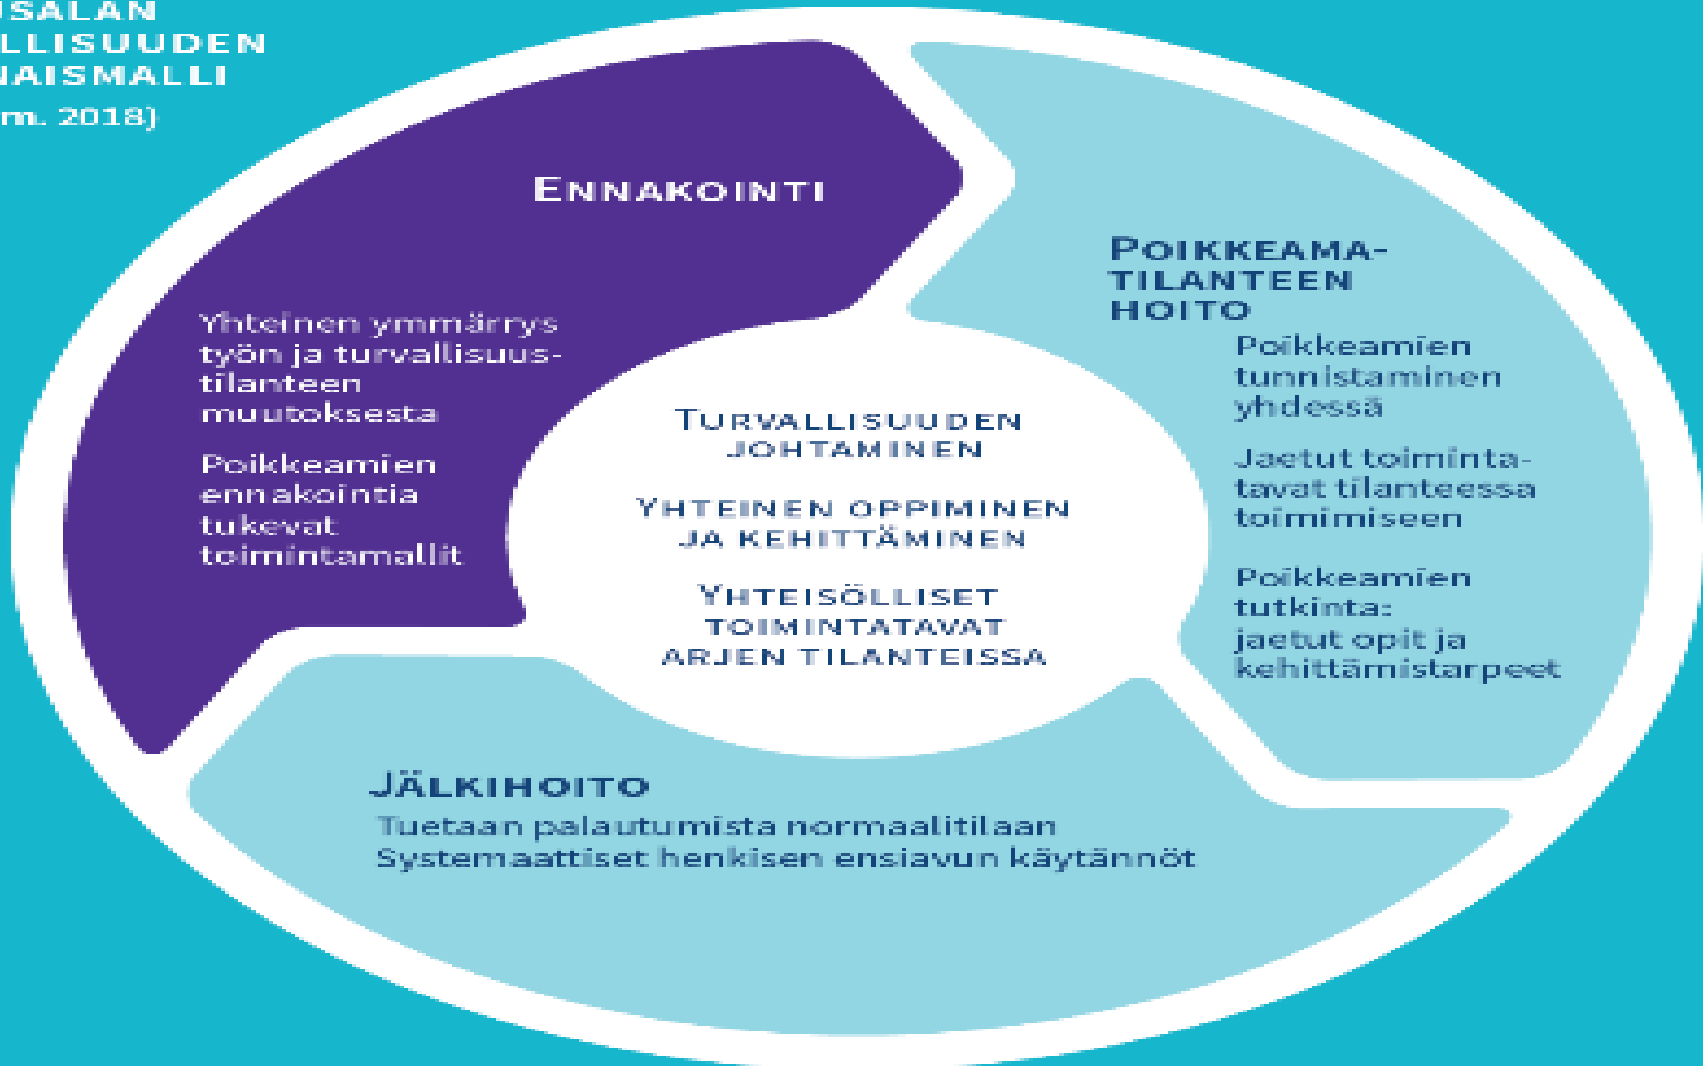 USALAN
LLISUUDEN
NAISMALLI
m. 2018)
ENNAKOINTI
Yhteinen ymmärrys
työn ja turvallisuus-
tilanteen
muutoksesta
Poikkeamien
ennakointia
tukevat
toimintamallit
POIKKEAMA-
TILANTEEN
HOITO
Poikkeamien
tunnistaminen
yhdessä
Jaetut toiminta-
tavat tilanteessa
toimimiseen
Poikkeamien
tutkinta:
jaetut opit ja
kehittämistarpeet
TURVALLISUUDEN
JOHTAMINEN
YHTEINEN OPPIMINEN
JA KEHITTÄMINEN
YHTEISÖLLISET
TOIMINTATAVAT
ARJEN TILANTEISSA
JÄLKIHOITO
Tuetaan palautumista normaalitilaan
Systemaattiset henkisen ensiavun käytännöt